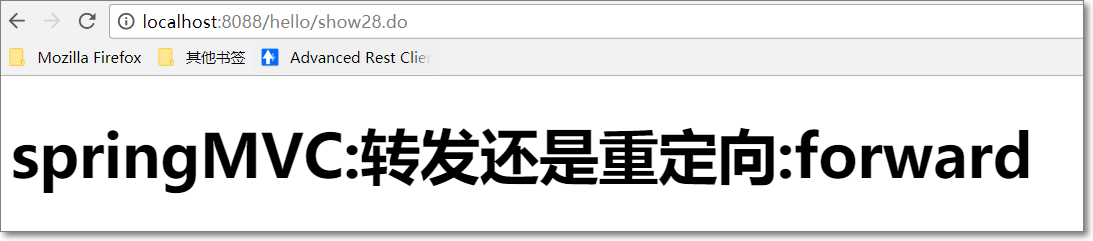 localhost:8088/hello/show28.do
Mozilla Firefox 其他书签 Advanced Rest Clie
springMVC:转发还是重定向:forward